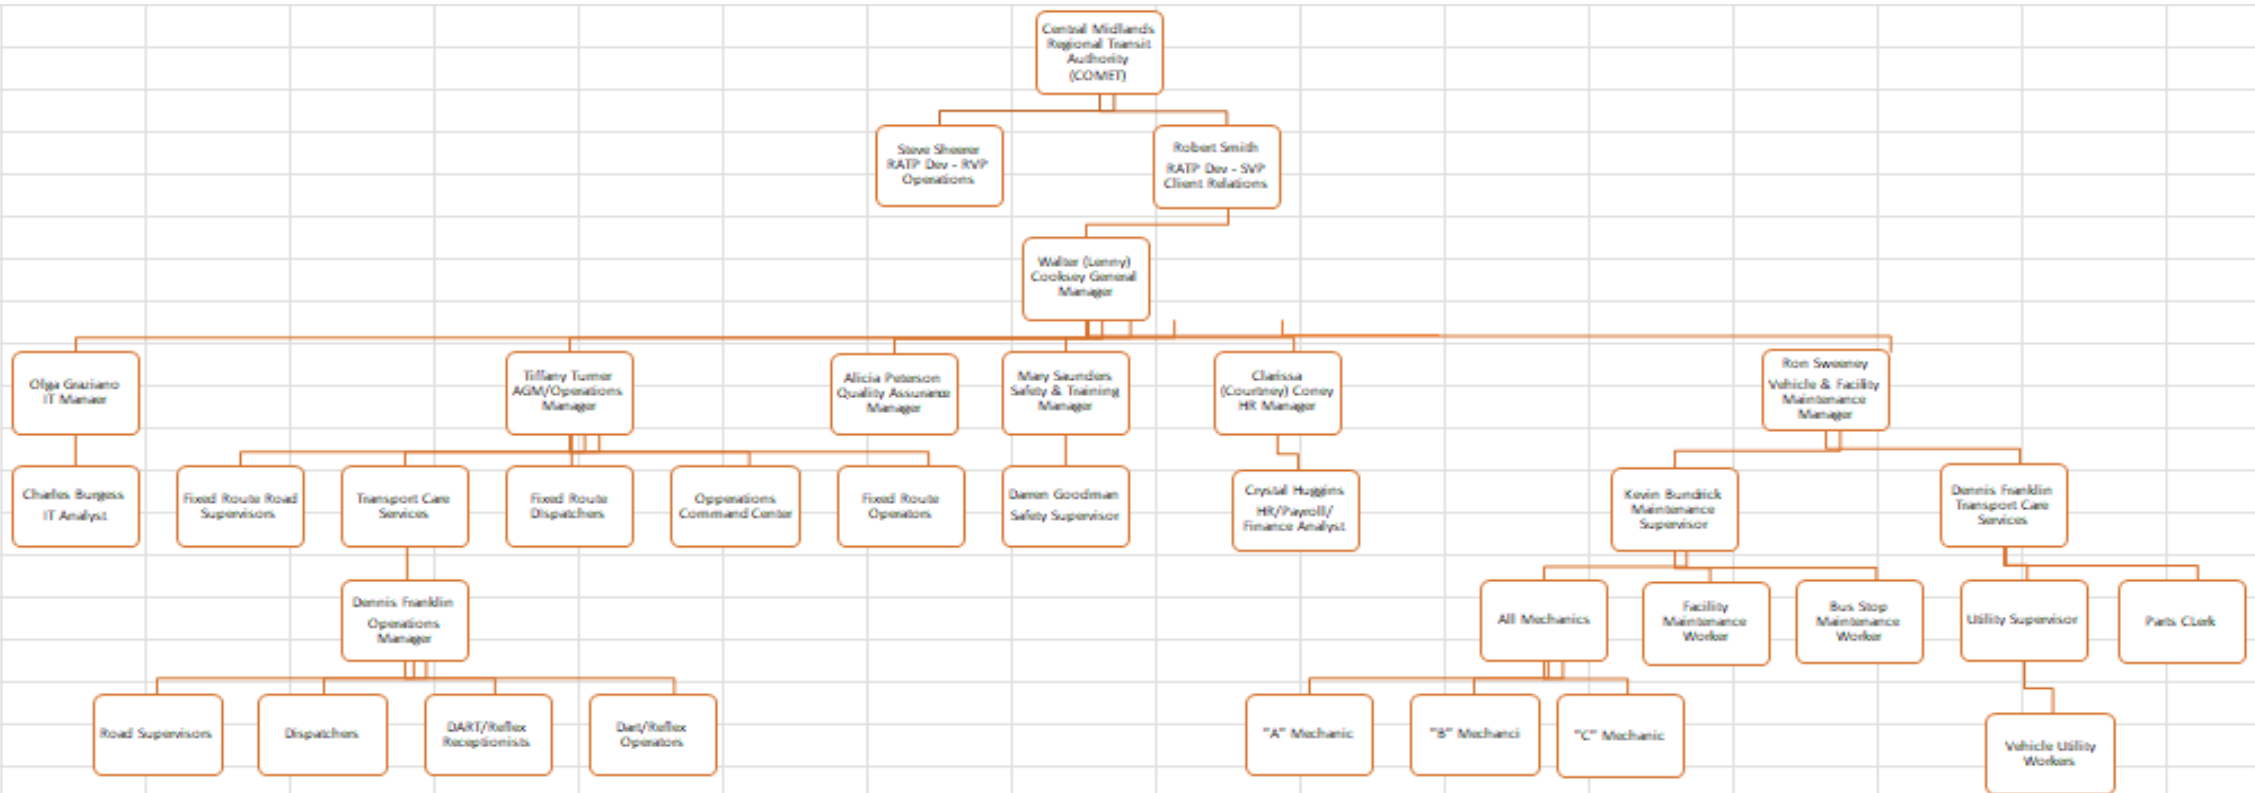 Central Midlands
Regional Transit
Authority
(COMET)
Steve Sheerer
RATP Dev - RVP
Operations
Robert Smith
RATP Dev - SVP
Client Relations
Walter (Lenny)
Cooksey General
Manager
Olga Graziano
IT Manaer
Tiffany Turner
AGM/Operations
Manager
Alicia Peterson
Quality Assurance
Manager
Mary Saunders
Safety & Training
Manager
Clarissa
(Courtney) Coney
HR Manager
Ron Sweeney
Vehicle & Facility
Maintenance
Manager
Charles Burgess
IT Analyst
Fixed Route Road
Supervisors
Transport Care
Services
Fixed Route
Dispatchers
Opperations
Command Center
Fixed Route
Operators
Darren Goodman
Safety Supervisor
Crystal Huggins
HR/Payroll/
Finance Analyst
Kevin Bundrick
Maintenance
Supervisor
Dennis Franklin
Transport Care
Services
Dennis Franklin
Operations
Manager
All Mechanics
Facility
Maintenance
Worker
Bus Stop
Maintenance
Worker
Utility Supervisor
Parts CLerk
Road Supervisors
Dispatchers
DART/Reflex
Receptionists
Dart/Reflex
Operators
"A" Mechanic
"B" Mechanci
"C" Mechanic
Vehicle Utility
Workers